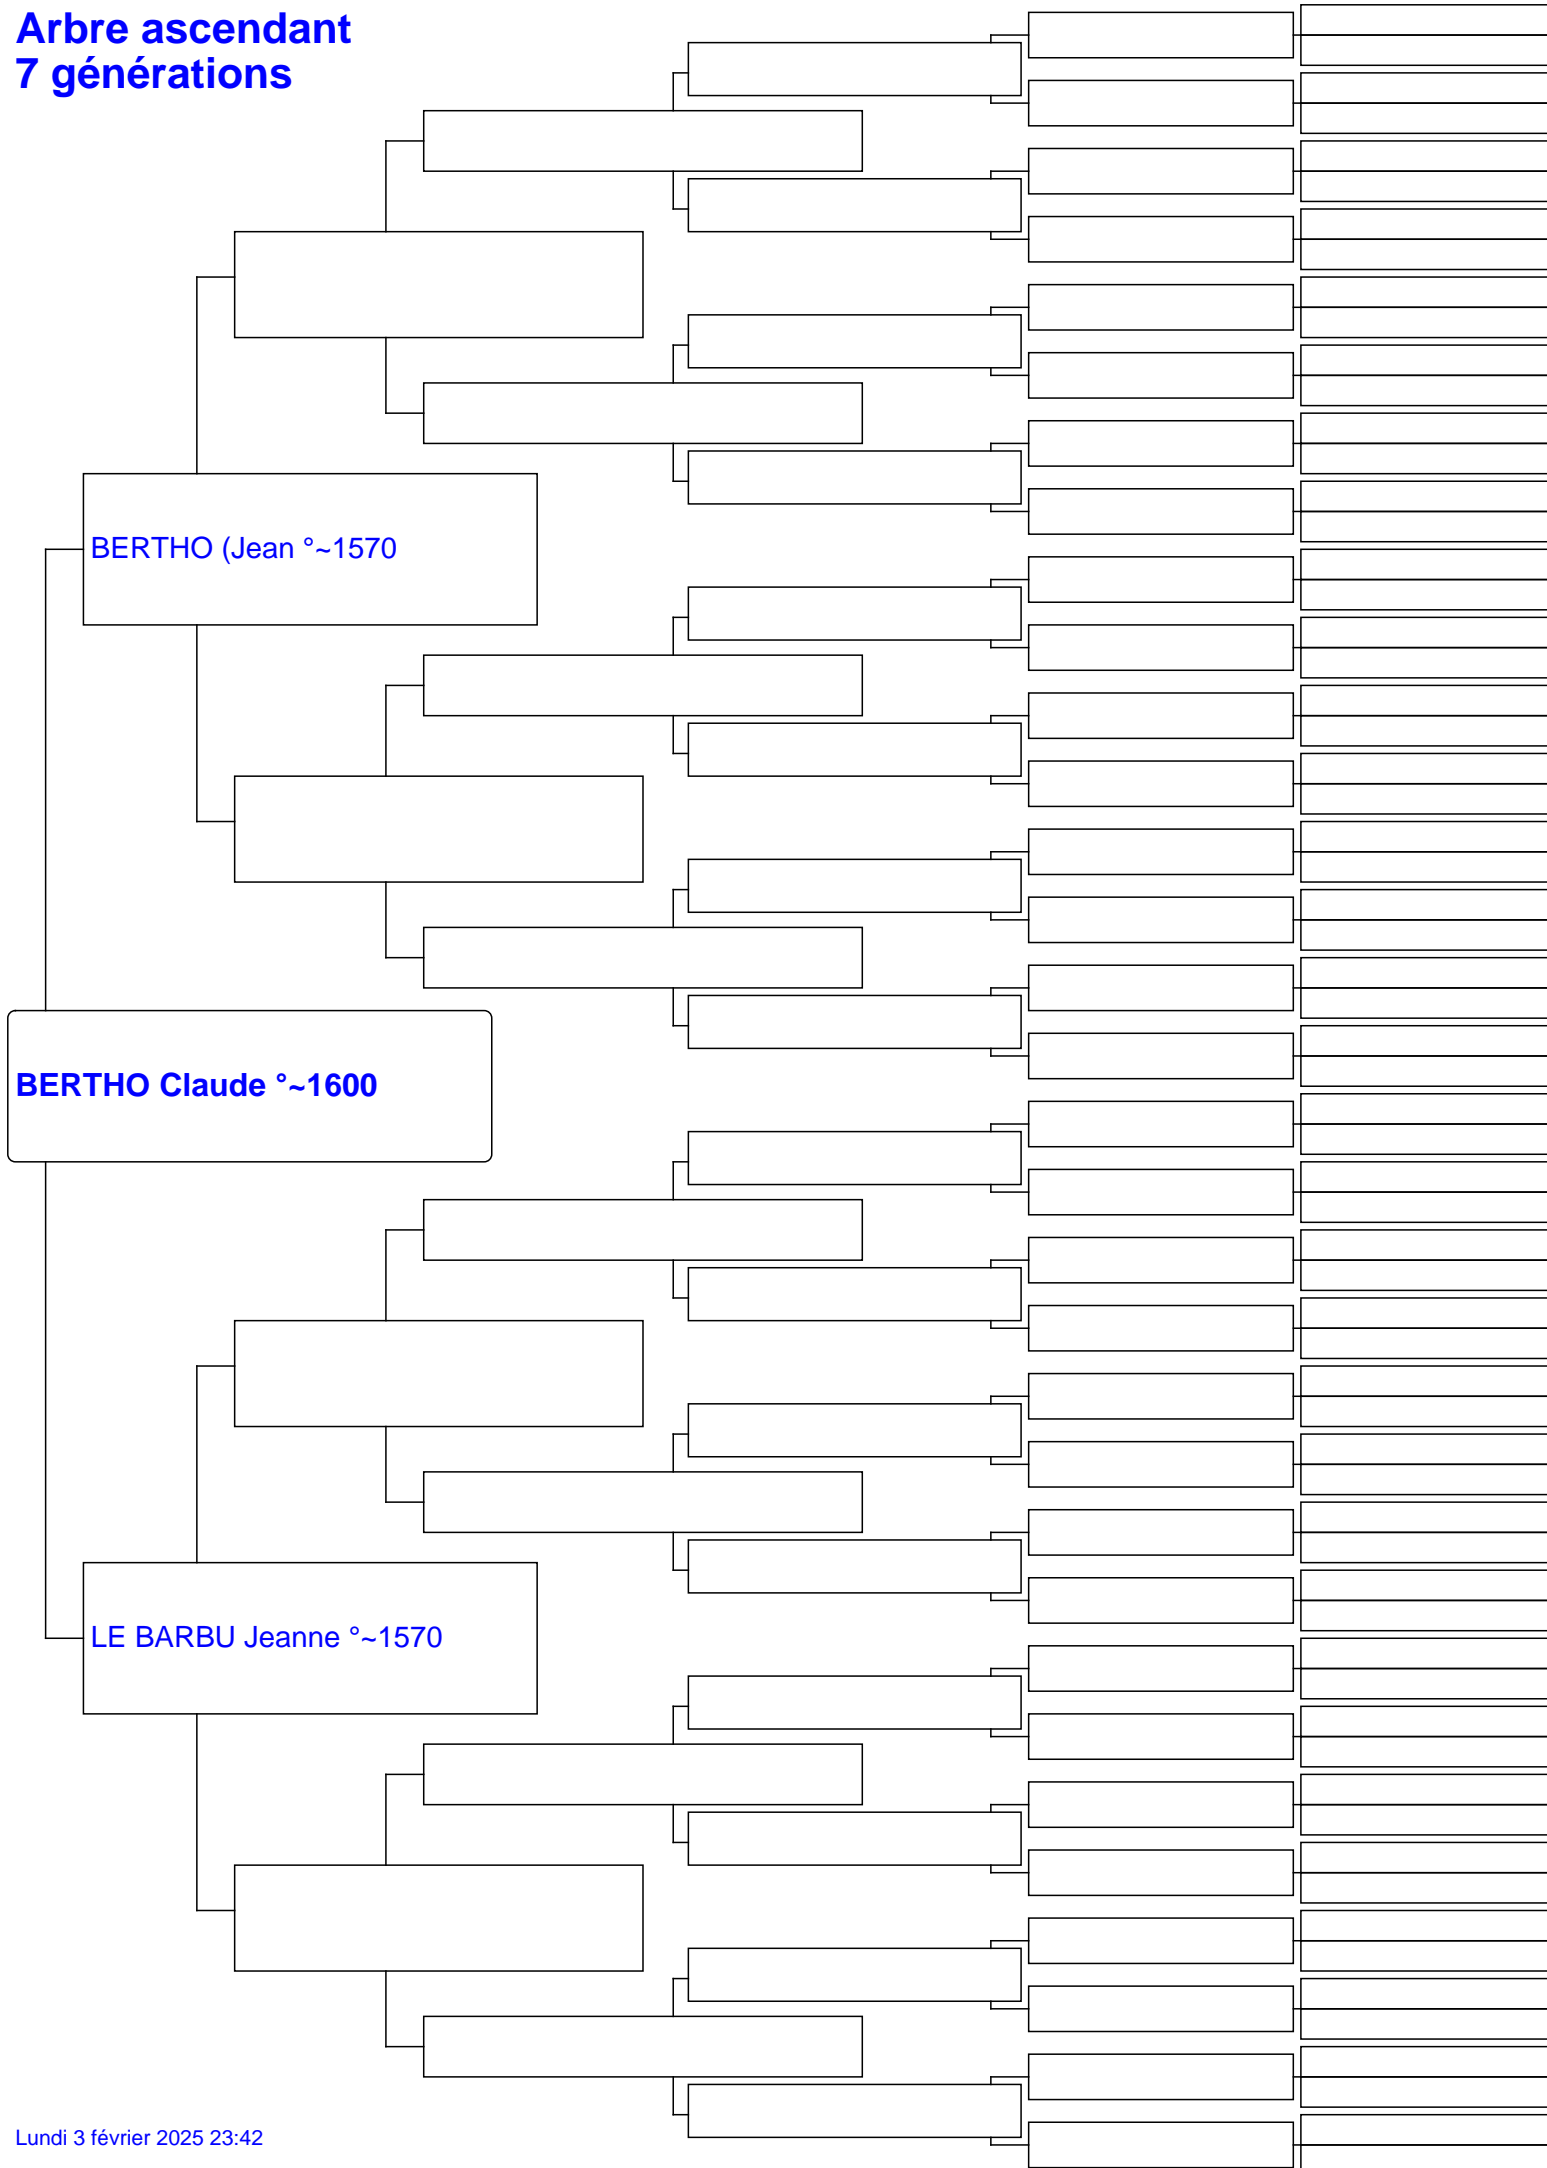 Arbre ascendant
7 générations
BERTHO (Jean °~1570
BERTHO Claude °~1600
LE BARBU Jeanne °~1570
Lundi 3 février 2025 23:42